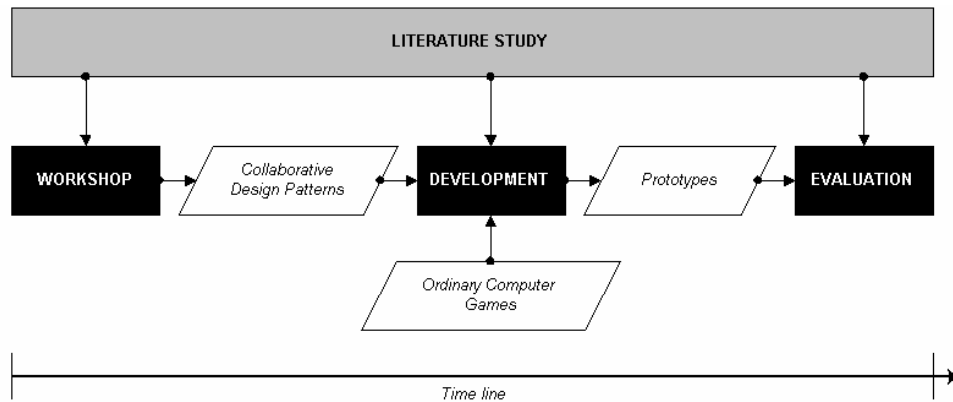 LITERATURE STUDY
WORKSHOP
Collaborative
Design Patterns
DEVELOPMENT
Prototypes
EVALUATION
Ordinary Computer
Games
Time line